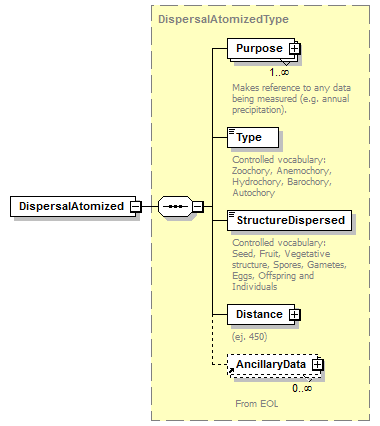 DispersalAtomizedType
Purpose
1..∞
Makes reference to any data
being measured (e.g. annual
precipitation).
Type
Controlled vocabulary:
Zoochory, Anemochory,
Hydrochory, Barochory,
Autochory
DispersalAtomized
StructureDispersed
Controlled vocabulary:
Seed, Fruit, Vegetative
structure, Spores, Gametes,
Eggs, Offspring and
Individuals
Distance
(ej. 450)
AncillaryData
0..∞
From EOL